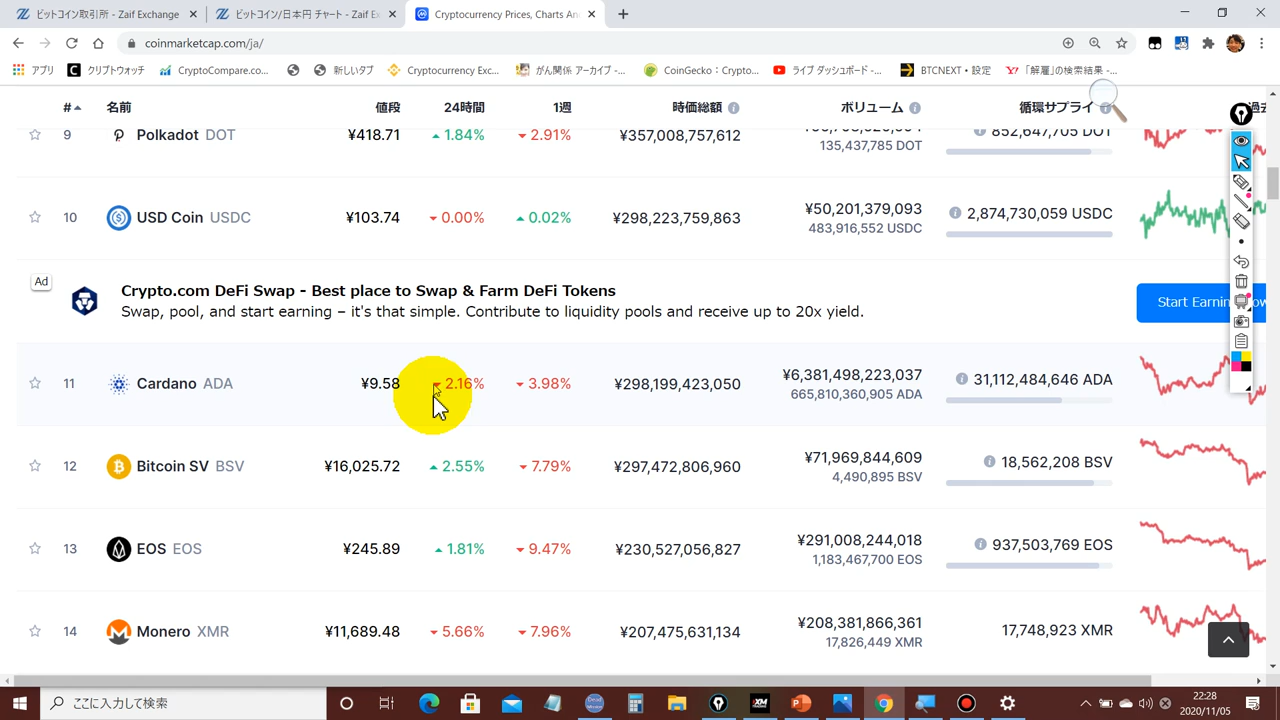 ビットコイン取引所 - Zaif Exchange
ビットコイン/日本円 チャート - Zaif E
Cryptocurrency Prices, Charts An
coinmarketcap.com/ja/
アプリ
クリプトウォッチ
CryptoCompare.co...
新しいタブ
Cryptocurrency Exc...
がん関係 アーカイブ -...
CoinGecko : Cryptο...
ライブ ダッシュボード -...
BTCNEXT・設定
「解雇」の検索結果 -...
# 名前 値段 24時間 1週 時価総額 ボリューム 循環サプライ
9 Polkadot DOT ¥418.71 1.84% 2.91% ¥357,008,757,612 852,647,705 DOT
135,437,785 DOT
10 USD Coin USDC ¥103.74 0.00% 0.02% ¥298,223,759,863 ¥50,201,379,093 2,874,730,059 USDC
483,916,552 USDC
Ad
Crypto.com DeFi Swap - Best place to Swap & Farm DeFi Tokens
Swap, pool, and start earning – it's that simple. Contribute to liquidity pools and receive up to 20x yield.
Start Earnin
11 Cardano ADA ¥9.58 2.16% 3.98% ¥298,199,423,050 ¥6,381,498,223,037 31,112,484,646 ADA
665,810,360,905 ADA
12 Bitcoin SV BSV ¥16,025.72 2.55% 7.79% ¥297,472,806,960 ¥71,969,844,609 18,562,208 BSV
4,490,895 BSV
13 EOS EOS ¥245.89 1.81% 9.47% ¥230,527,056,827 ¥291,008,244,018 937,503,769 EOS
1,183,467,700 EOS
14 Monero XMR ¥11,689.48 5.66% 7.96% ¥207,475,631,134 ¥208,381,866,361 17,748,923 XMR
17,826,449 XMR
ここに入力して検索
22:28
2020/11/05